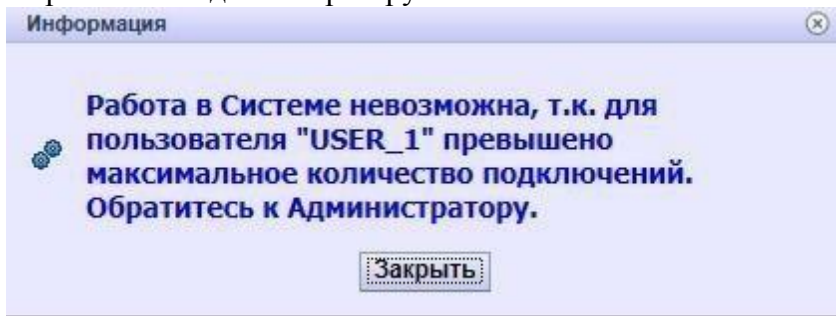 Информация
Работа в Системе невозможна, т.к. для
пользователя "USER_1" превышено
максимальное количество подключений.
Обратитесь к Администратору.
Закрыть